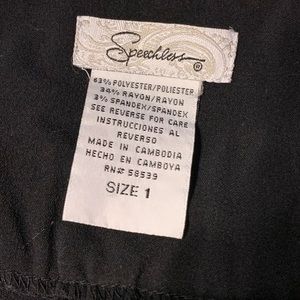 Speechless®
63% POLYESTER/POLIESTER
34% RAYON/RAYON
3% SPANDEX/SPANDEX
SEE REVERSE FOR CARE
INSTRUCCIONES AL
REVERSO
MADE IN CAMBODIA
HECHO EN CAMBOYA
RN# 58539
SIZE 1